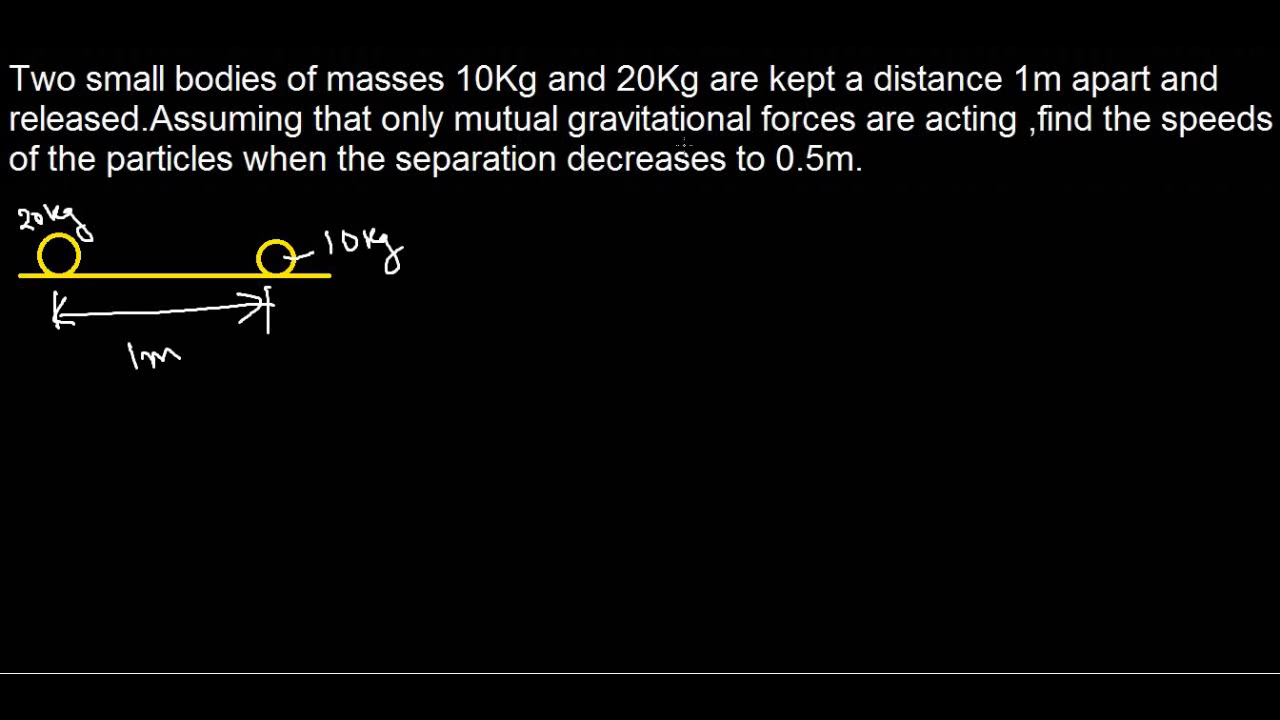 Two small bodies of masses 10Kg and 20Kg are kept a distance 1m apart and
released.Assuming that only mutual gravitational forces are acting ,find the speeds
of the particles when the separation decreases to 0.5m.
20kg
10kg
1m